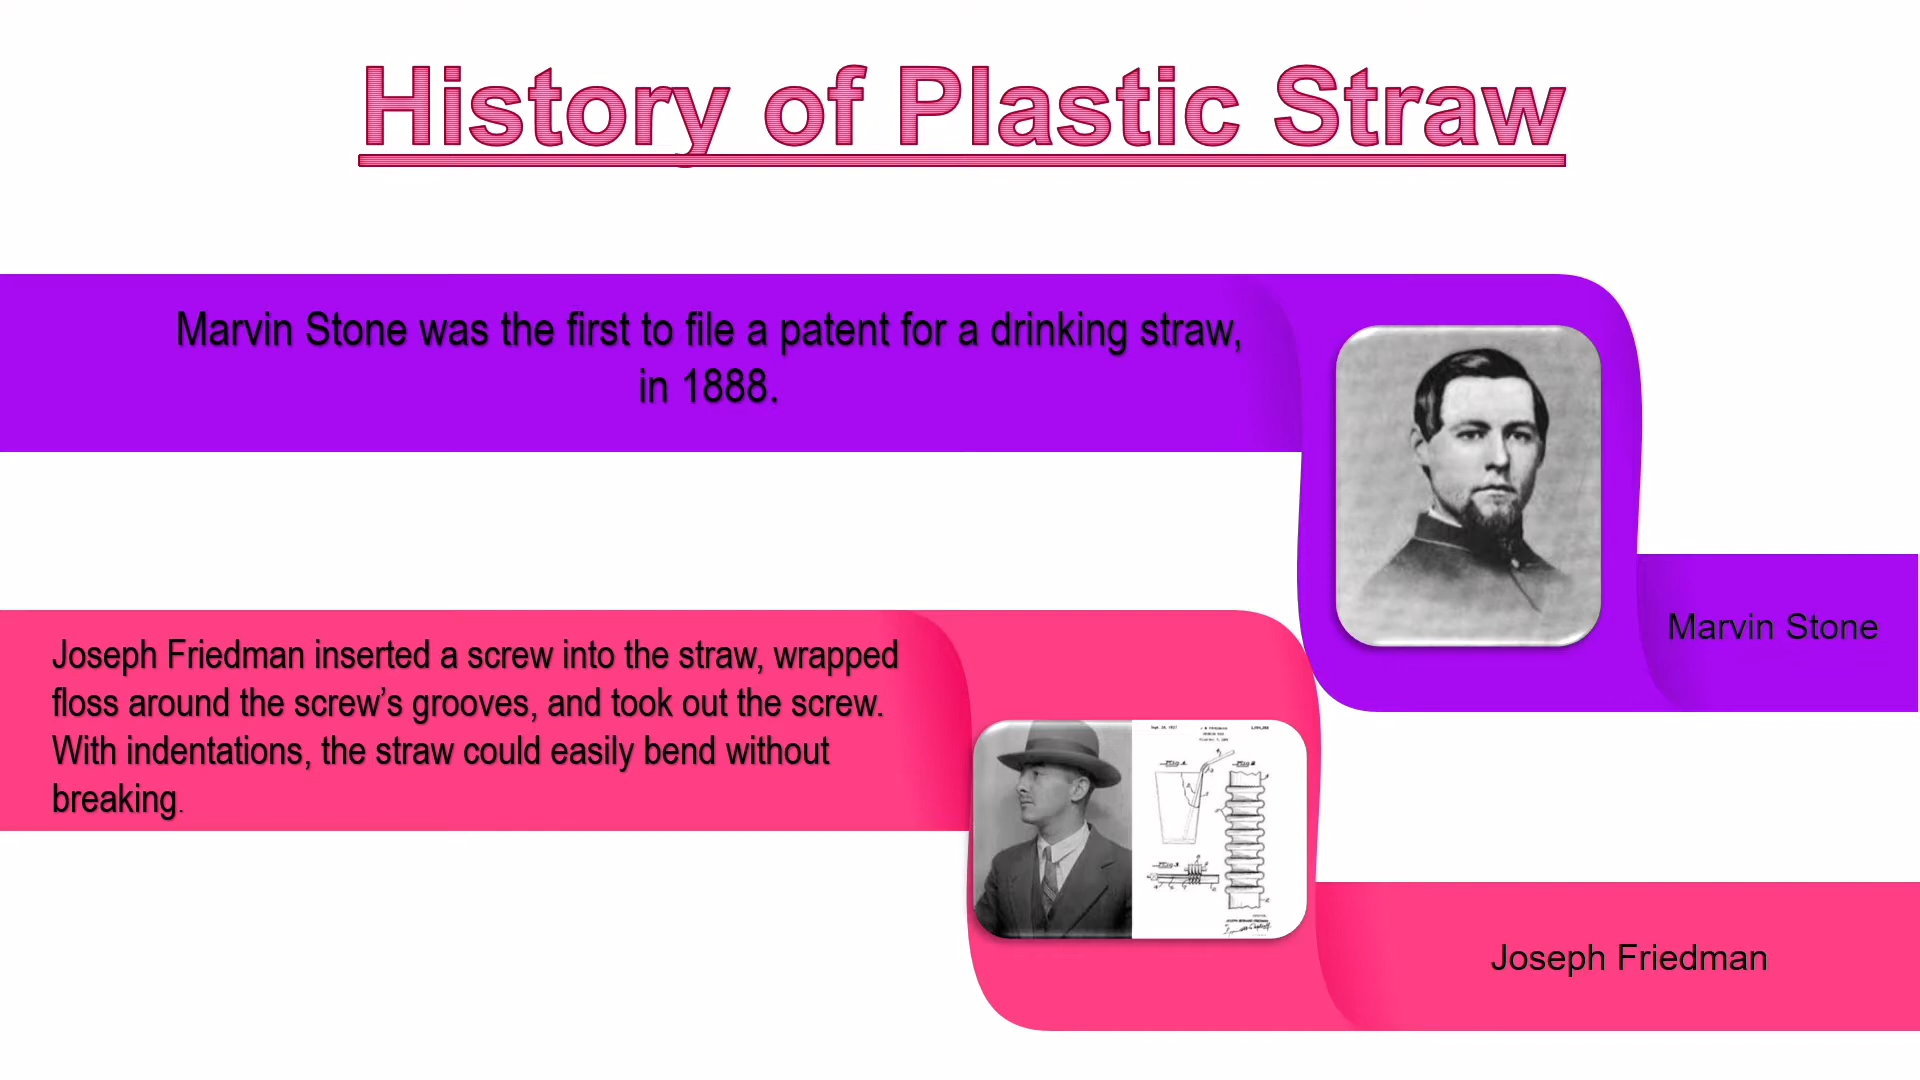 History of Plastic Straw
Marvin Stone was the first to file a patent for a drinking straw,
in 1888.
Marvin Stone
Joseph Friedman inserted a screw into the straw, wrapped
floss around the screw’s grooves, and took out the screw.
With indentations, the straw could easily bend without
breaking.
Joseph Friedman